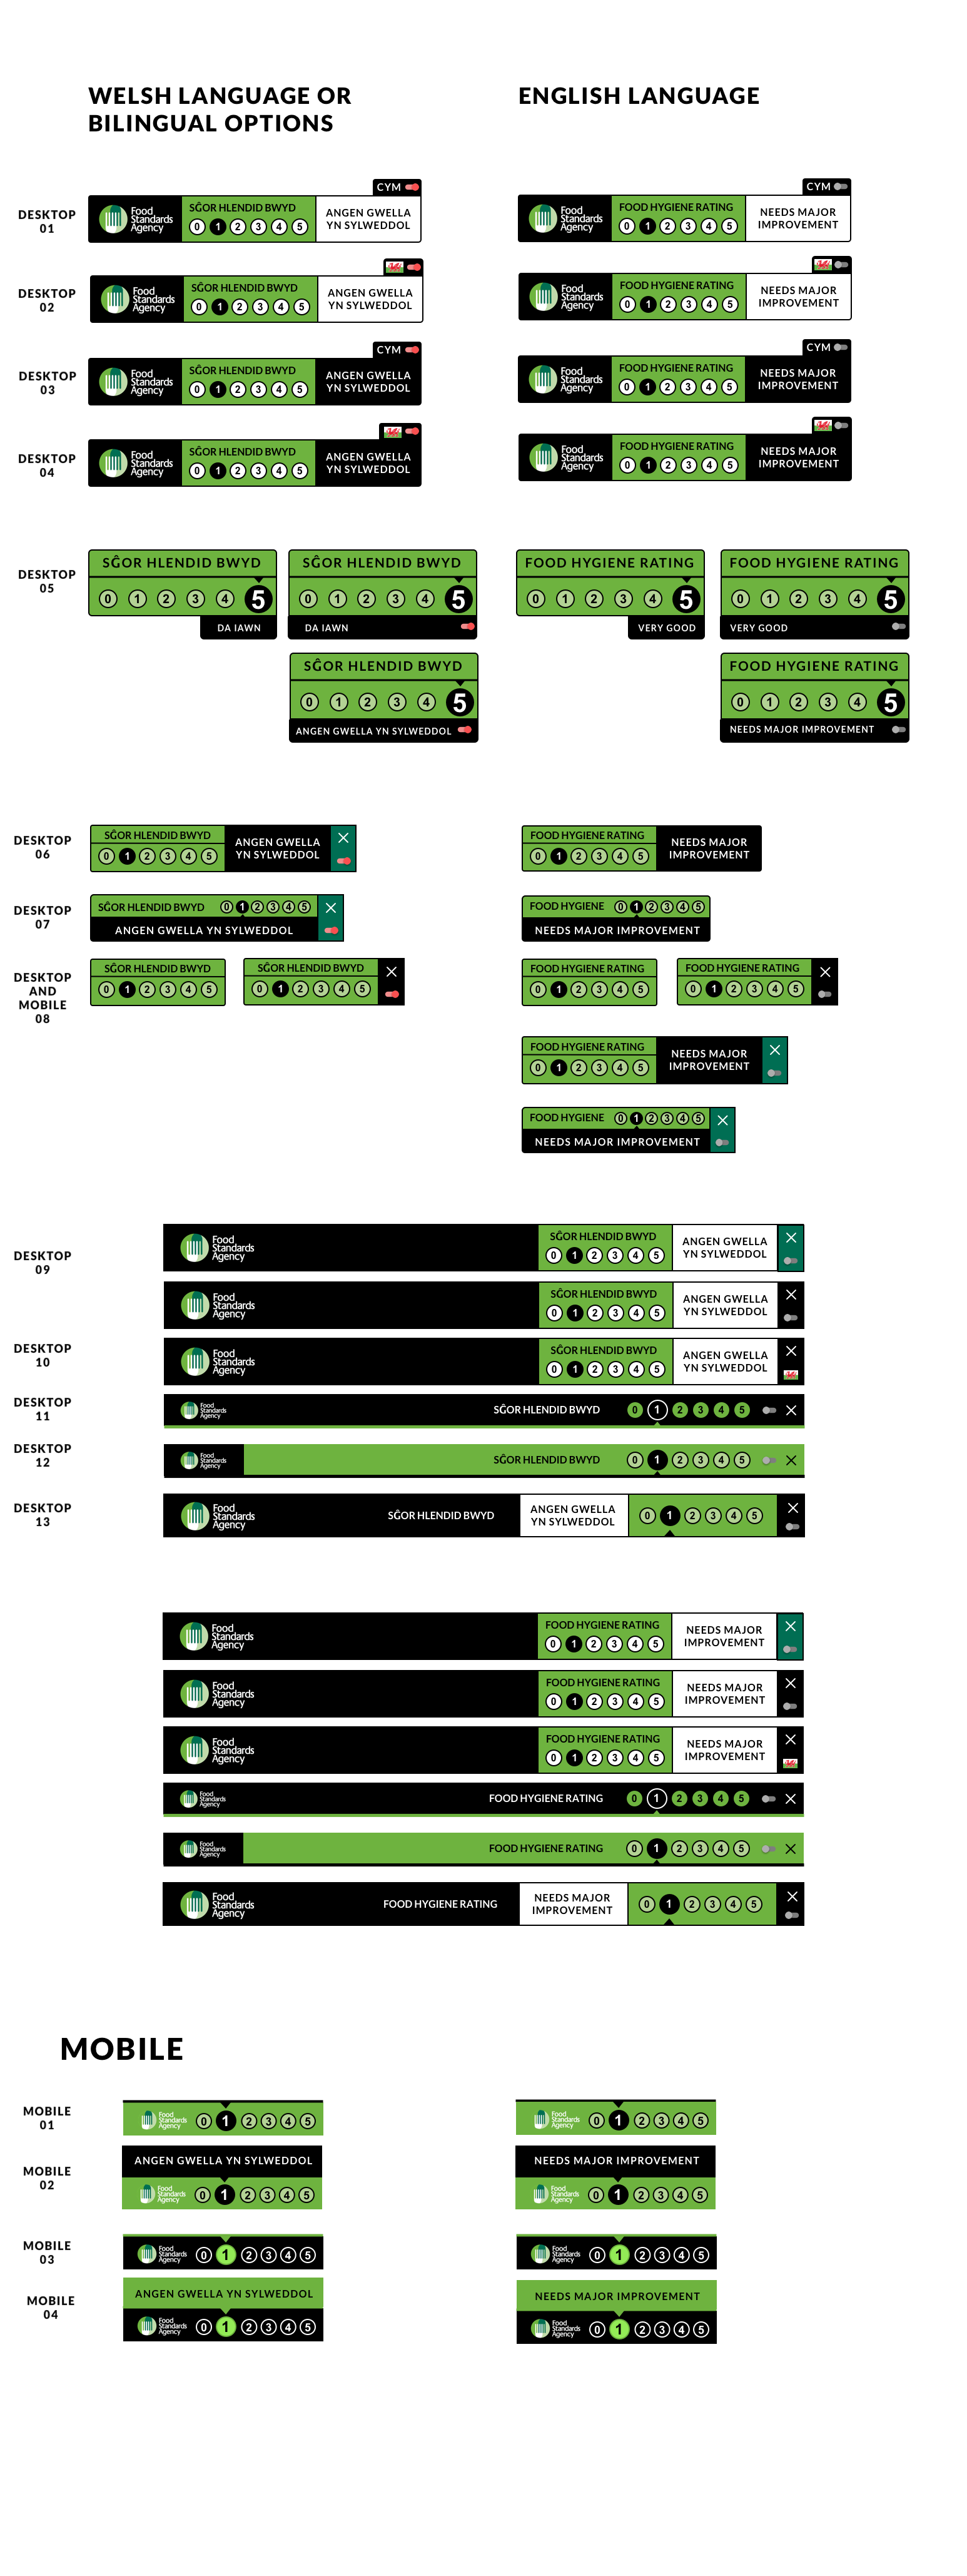 WELSH LANGUAGE OR
BILINGUAL OPTIONS
ENGLISH LANGUAGE
DESKTOP
01
Food
Standards
Agency
SGÔR HLENDID BWYD
0 1 2 3 4 5
CYM
ANGEN GWELLA
YN SYLWEDDOL
Food
Standards
Agency
FOOD HYGIENE RATING
0 1 2 3 4 5
CYM
NEEDS MAJOR
IMPROVEMENT
DESKTOP
02
Food
Standards
Agency
SĜOR HLENDID BWYD
0 1 2 3 4 5
ANGEN GWELLA
YN SYLWEDDOL
Food
Standards
Agency
FOOD HYGIENE RATING
0 1 2 3 4 5
NEEDS MAJOR
IMPROVEMENT
DESKTOP
03
Food
Standards
Agency
SĜOR HLENDID BWYD
0 1 2 3 4 5
CYM
ANGEN GWELLA
YN SYLWEDDOL
Food
Standards
Agency
FOOD HYGIENE RATING
0 1 2 3 4 5
CYM
NEEDS MAJOR
IMPROVEMENT
DESKTOP
04
Food
Standards
Agency
SĜOR HLENDID BWYD
0 1 2 3 4 5
ANGEN GWELLA
YN SYLWEDDOL
Food
Standards
Agency
FOOD HYGIENE RATING
0 1 2 3 4 5
NEEDS MAJOR
IMPROVEMENT
DESKTOP
05
SĜOR HLENDID BWYD
0 1 2 3 4 5
DA IAWN
SĜOR HLENDID BWYD
0 1 2 3 4 5
DA IAWN
FOOD HYGIENE RATING
0 1 2 3 4 5
VERY GOOD
FOOD HYGIENE RATING
0 1 2 3 4 5
VERY GOOD
SĜOR HLENDID BWYD
0 1 2 3 4 5
ANGEN GWELLA YN SYLWEDDOL
FOOD HYGIENE RATING
0 1 2 3 4 5
NEEDS MAJOR IMPROVEMENT
DESKTOP
06
SĜOR HLENDID BWYD
0 1 2 3 4 5
ANGEN GWELLA
YN SYLWEDDOL
FOOD HYGIENE RATING
0 1 2 3 4 5
NEEDS MAJOR
IMPROVEMENT
DESKTOP
07
SĜOR HLENDID BWYD 0 1 2 3 4 5
ANGEN GWELLA YN SYLWEDDOL
FOOD HYGIENE 0 1 2 3 4 5
NEEDS MAJOR IMPROVEMENT
DESKTOP
AND
MOBILE
08
SĜOR HLENDID BWYD
0 1 2 3 4 5
SĜOR HLENDID BWYD
0 1 2 3 4 5
FOOD HYGIENE RATING
0 1 2 3 4 5
FOOD HYGIENE RATING
0 1 2 3 4 5
FOOD HYGIENE RATING
0 1 2 3 4 5
NEEDS MAJOR
IMPROVEMENT
FOOD HYGIENE 0 1 2 3 4 5
NEEDS MAJOR IMPROVEMENT
DESKTOP
09
Food
Standards
Agency
SĜOR HLENDID BWYD
0 1 2 3 4 5
ANGEN GWELLA
YN SYLWEDDOL
Food
Standards
Agency
SĜOR HLENDID BWYD
0 1 2 3 4 5
ANGEN GWELLA
YN SYLWEDDOL
DESKTOP
10
Food
Standards
Agency
SĜOR HLENDID BWYD
0 1 2 3 4 5
ANGEN GWELLA
YN SYLWEDDOL
DESKTOP
11
Food
Standards
Agency
SĜOR HLENDID BWYD 0 1 2 3 4 5
DESKTOP
12
Food
Standards
Agency
SĜOR HLENDID BWYD 0 1 2 3 4 5
DESKTOP
13
Food
Standards
Agency
SĜOR HLENDID BWYD
ANGEN GWELLA
YN SYLWEDDOL
0 1 2 3 4 5
Food
Standards
Agency
FOOD HYGIENE RATING
0 1 2 3 4 5
NEEDS MAJOR
IMPROVEMENT
Food
Standards
Agency
FOOD HYGIENE RATING
0 1 2 3 4 5
NEEDS MAJOR
IMPROVEMENT
Food
Standards
Agency
FOOD HYGIENE RATING
0 1 2 3 4 5
NEEDS MAJOR
IMPROVEMENT
Food
Standards
Agency
FOOD HYGIENE RATING 0 1 2 3 4 5
Food
Standards
Agency
FOOD HYGIENE RATING 0 1 2 3 4 5
Food
Standards
Agency
FOOD HYGIENE RATING
NEEDS MAJOR
IMPROVEMENT
0 1 2 3 4 5
MOBILE
MOBILE
01
Food
Standards
Agency
0 1 2 3 4 5
Food
Standards
Agency
0 1 2 3 4 5
MOBILE
02
ANGEN GWELLA YN SYLWEDDOL
Food
Standards
Agency
0 1 2 3 4 5
NEEDS MAJOR IMPROVEMENT
Food
Standards
Agency
0 1 2 3 4 5
MOBILE
03
Food
Standards
Agency
0 1 2 3 4 5
Food
Standards
Agency
0 1 2 3 4 5
MOBILE
04
ANGEN GWELLA YN SYLWEDDOL
Food
Standards
Agency
0 1 2 3 4 5
NEEDS MAJOR IMPROVEMENT
Food
Standards
Agency
0 1 2 3 4 5